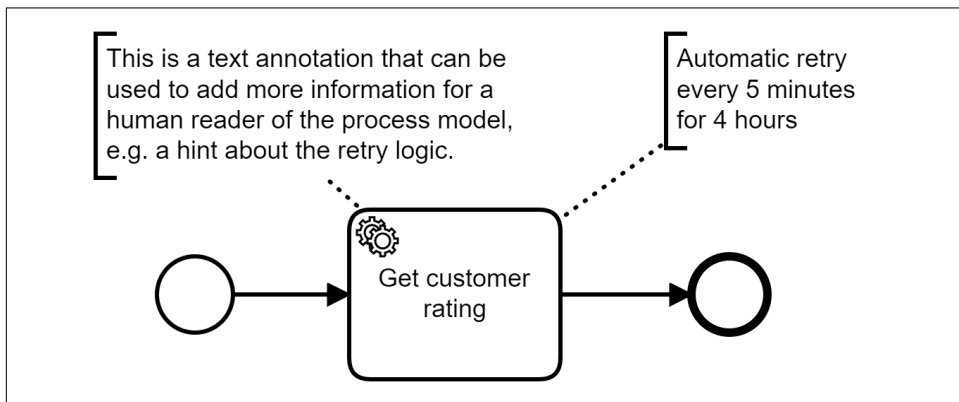 This is a text annotation that can be
used to add more information for a
human reader of the process model,
e.g. a hint about the retry logic.
Automatic retry
every 5 minutes
for 4 hours
Get customer
rating